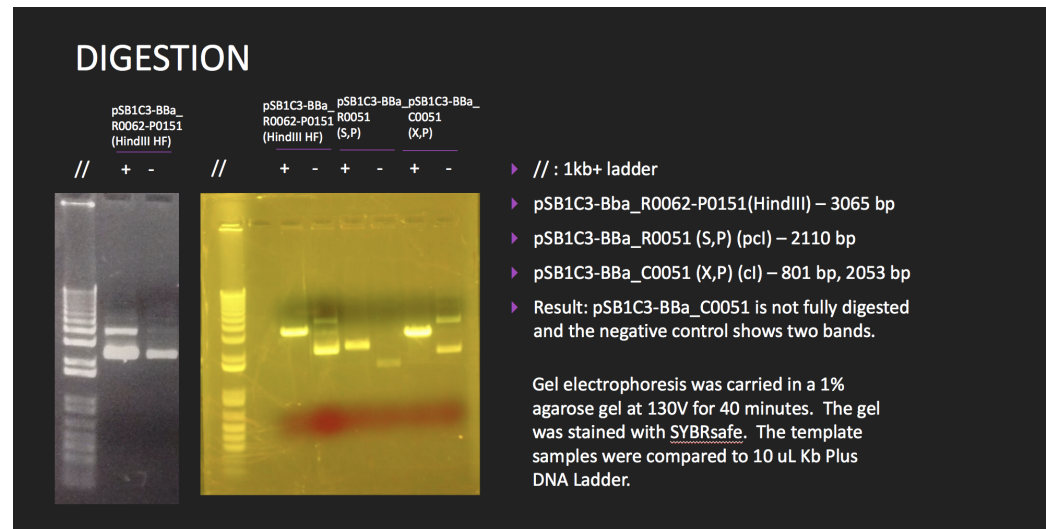 DIGESTION
pSB1C3-BBa_
R0062-P0151
(HindIII HF)
// + -
pSB1C3-BBa_
R0062-P0151
(HindIII HF)
pSB1C3-BBa_
R0051
(S,P)
pSB1C3-BBa_
C0051
(X,P)
// + - + - + -
// : 1kb+ ladder
pSB1C3-Bba_R0062-P0151(HindIII) – 3065 bp
pSB1C3-BBa_R0051 (S,P) (pcI) – 2110 bp
pSB1C3-BBa_C0051 (X,P) (cI) – 801 bp, 2053 bp
Result: pSB1C3-BBa_C0051 is not fully digested
and the negative control shows two bands.
Gel electrophoresis was carried in a 1%
agarose gel at 130V for 40 minutes. The gel
was stained with SYBRsafe. The template
samples were compared to 10 uL Kb Plus
DNA Ladder.